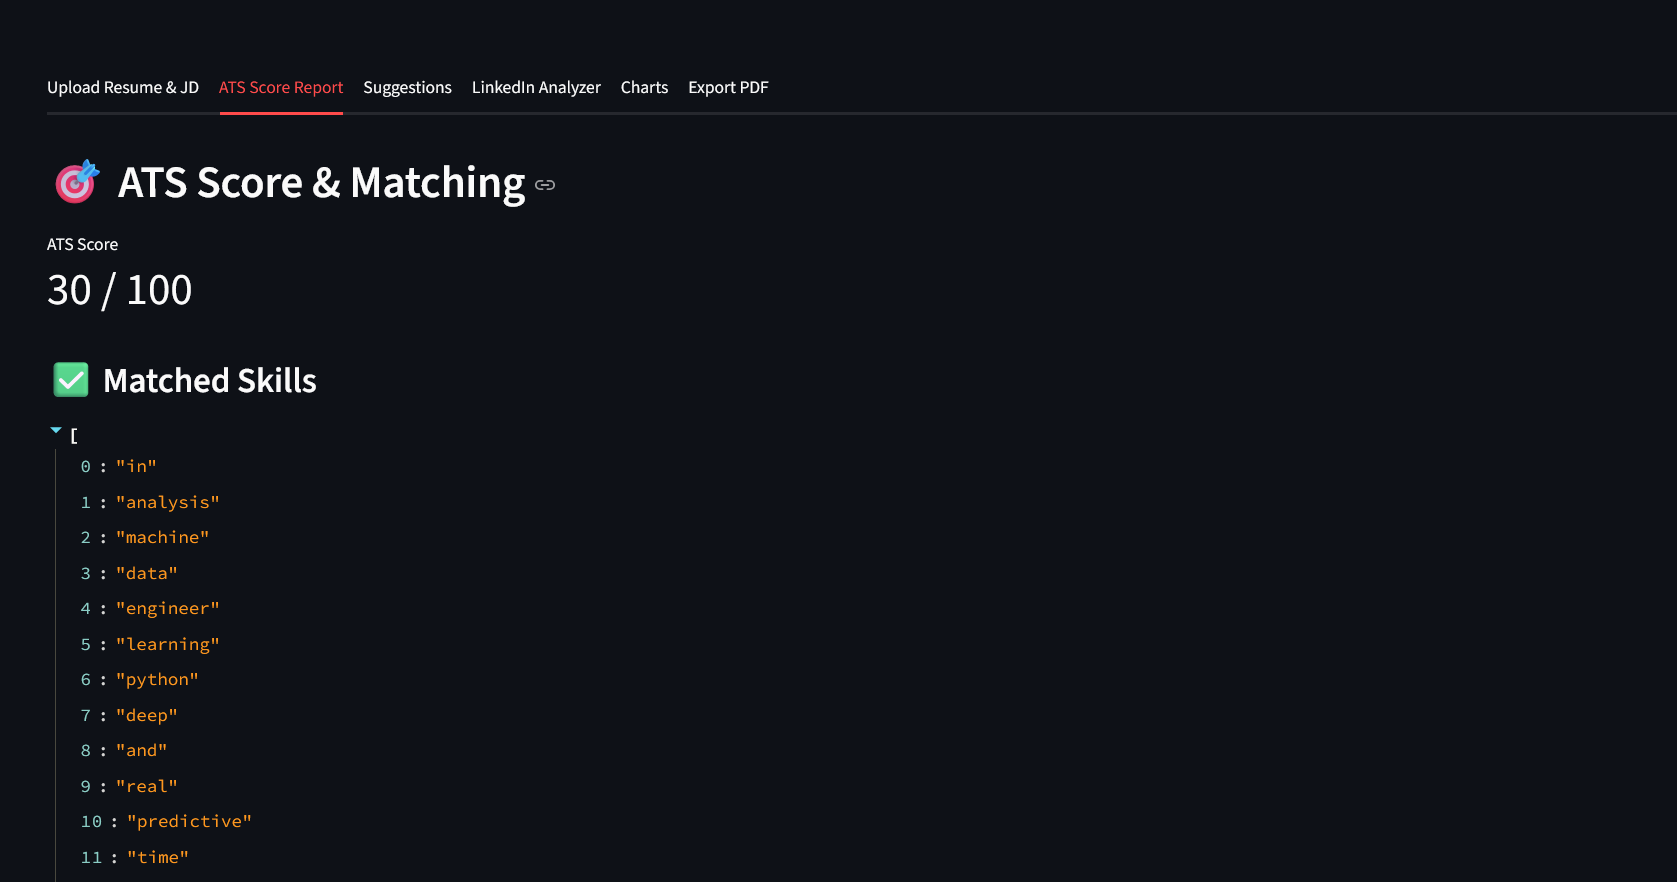 Upload Resume & JD ATS Score Report Suggestions LinkedIn Analyzer Charts Export PDF
ATS Score & Matching
ATS Score
30 / 100
Matched Skills
[
0 : "in"
1 : "analysis"
2 : "machine"
3 : "data"
4 : "engineer"
5 : "learning"
6 : "python"
7 : "deep"
8 : "and"
9 : "real"
10 : "predictive"
11 : "time"